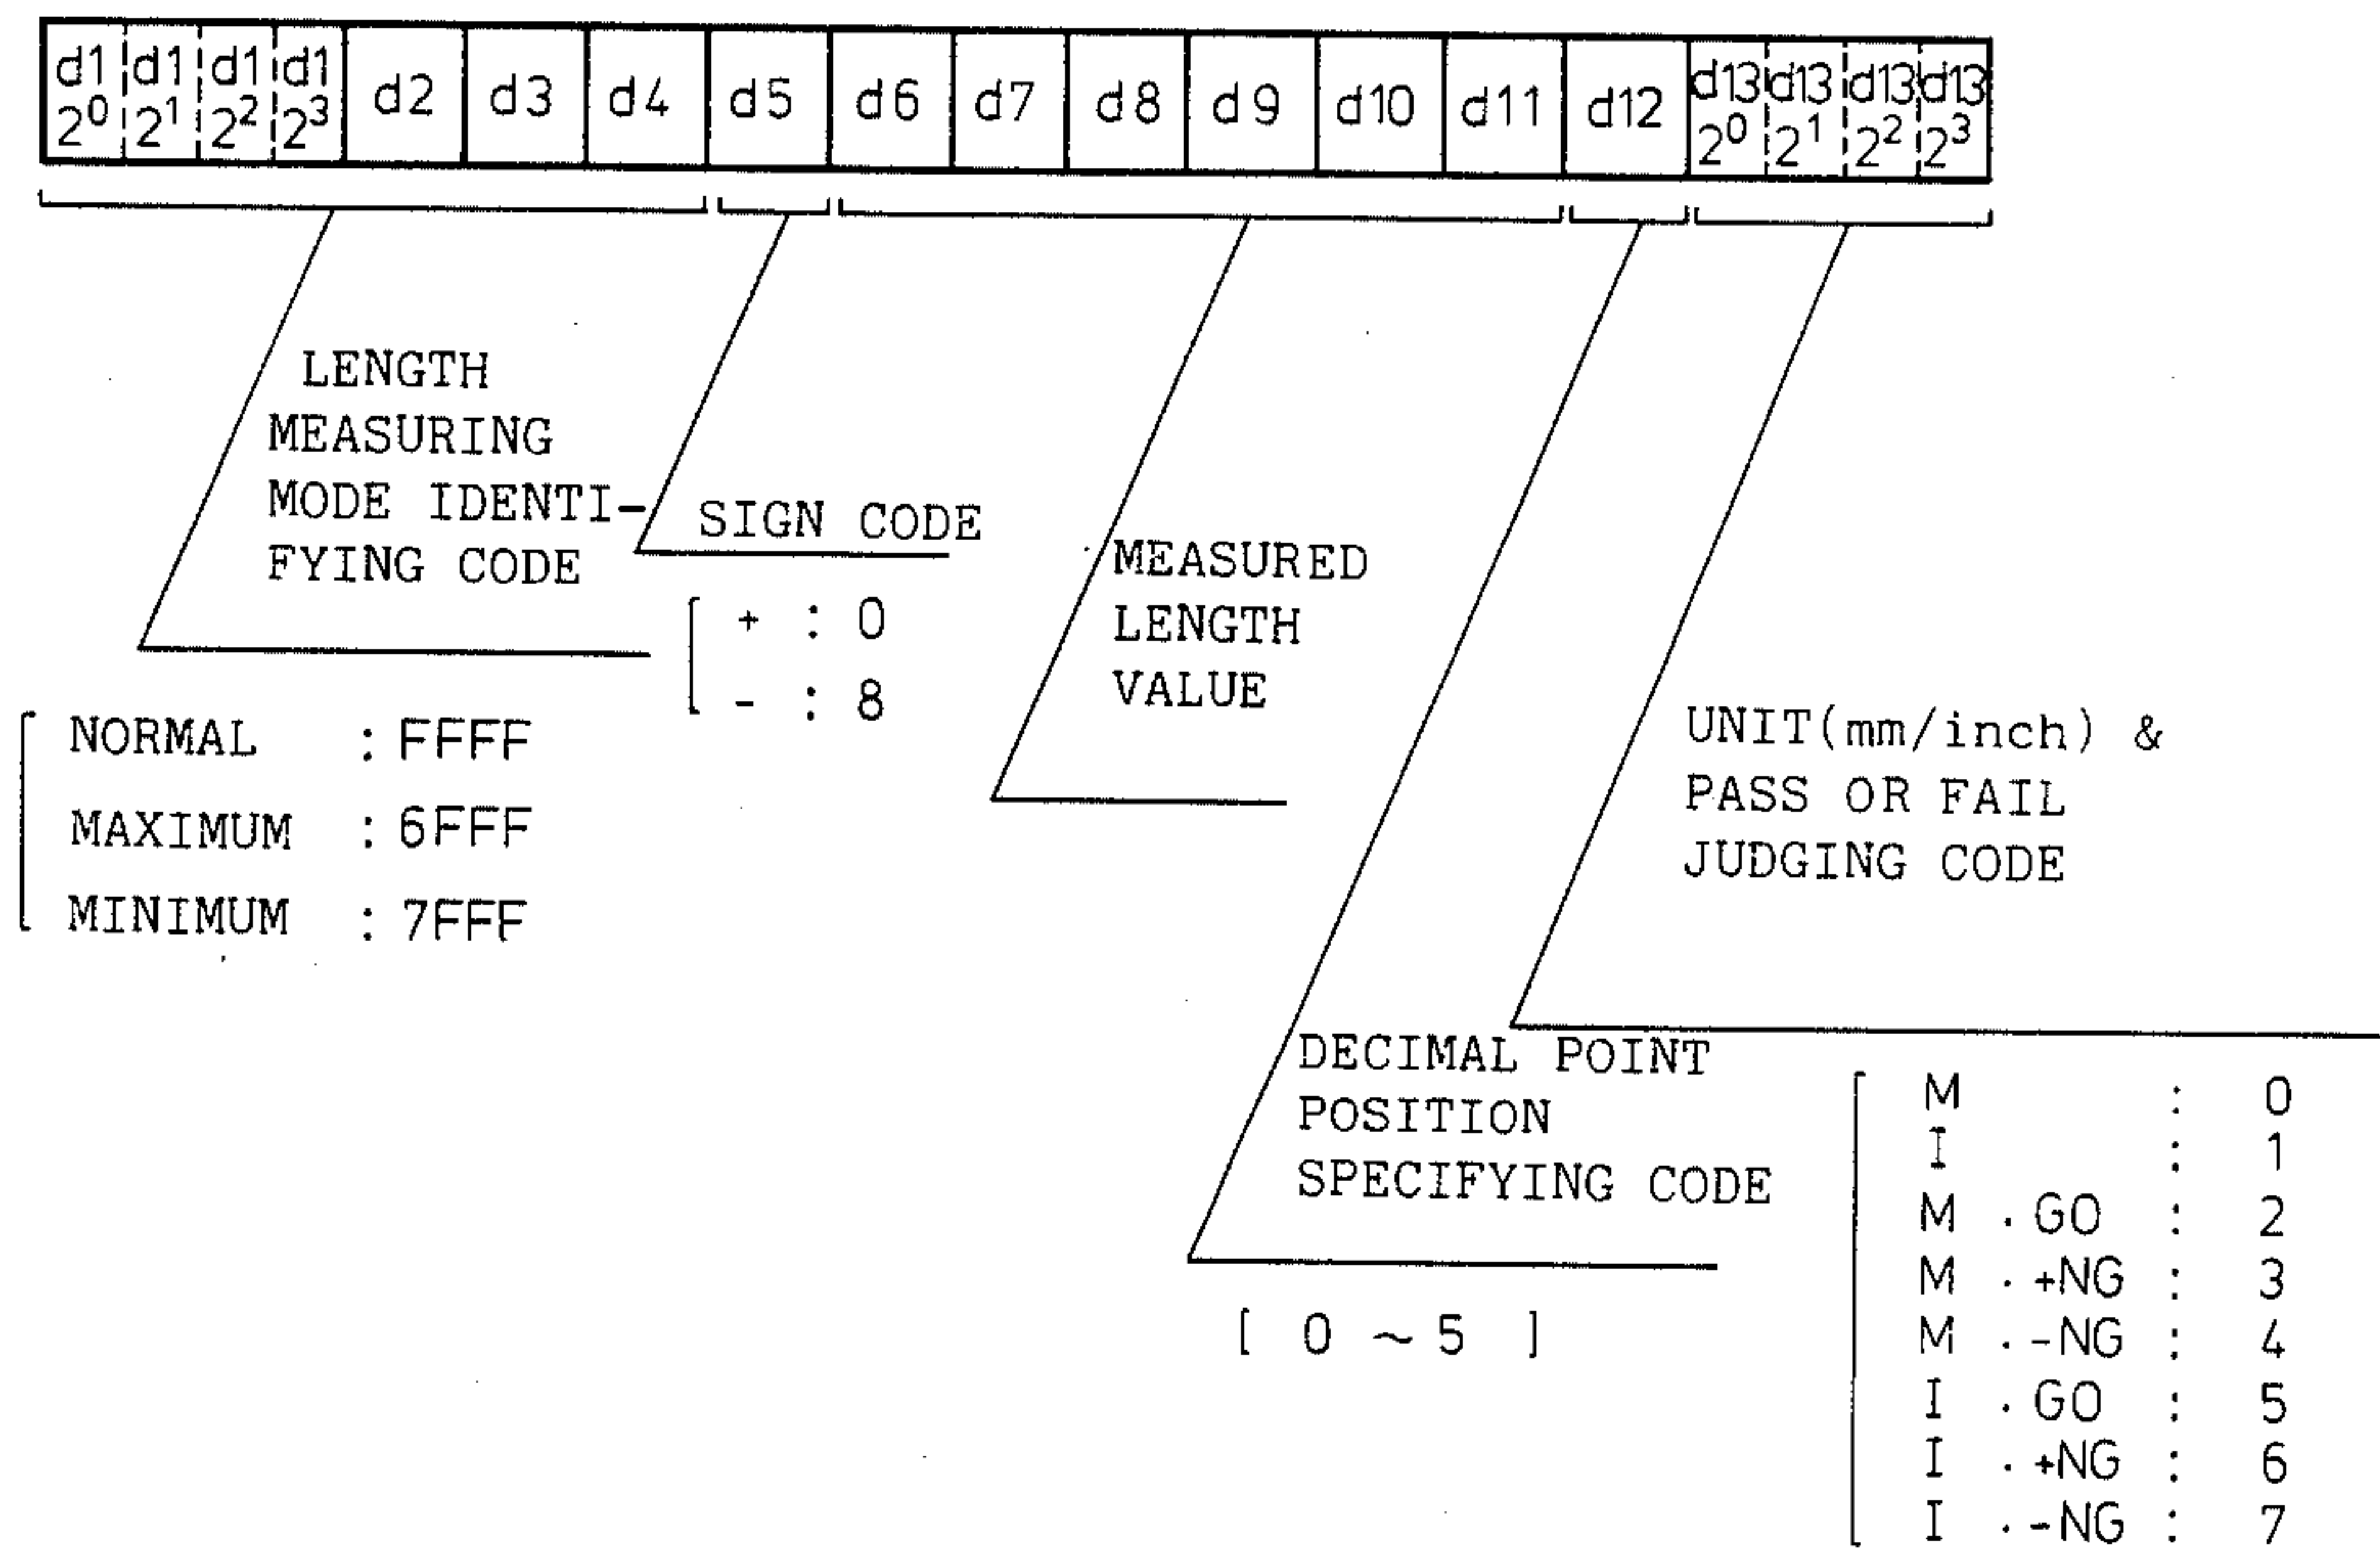 d1 d1 d1 d1 d2 d3 d4 d5 d6 d7 d8 d9 d10 d11 d12 d13 d13 d13 d13
2⁰ 2¹ 2² 2³ 2⁰ 2¹ 2² 2³
LENGTH
MEASURING
MODE IDENTI-
FYING CODE
NORMAL : FFFF
MAXIMUM : 6FFF
MINIMUM : 7FFF
SIGN CODE
+ : 0
- : 8
MEASURED
LENGTH
VALUE
DECIMAL POINT
POSITION
SPECIFYING CODE
[ 0 ~ 5 ]
UNIT(mm/inch) &
PASS OR FAIL
JUDGING CODE
M : 0
I : 1
M . GO : 2
M . +NG : 3
M . -NG : 4
I . GO : 5
I . +NG : 6
I . -NG : 7